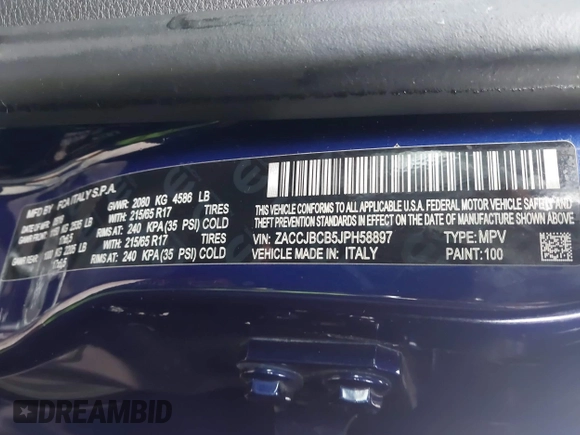 MFD BY: FCA ITALY S.P.A.
GVWR: 2080 KG 4586 LB
WITH 215/65 R17 TIRES
RIMS AT: 240 KPA(35 PSI) COLD
WITH 215/65 R17 TIRES
RIMS AT: 240 KPA(35 PSI) COLD
THIS VEHICLE CONFORMS TO ALL APPLICABLE U.S.A. FEDERAL MOTOR VEHICLE SAFETY AND
THEFT PREVENTION STANDARDS IN EFFECT ON THE DATE OF MANUFACTURE SHOWN ABOVE
VIN: ZACCJBCB5JPH58897 TYPE: MPV
VEHICLE MADE IN: ITALY PAINT: 100
DREAMBID